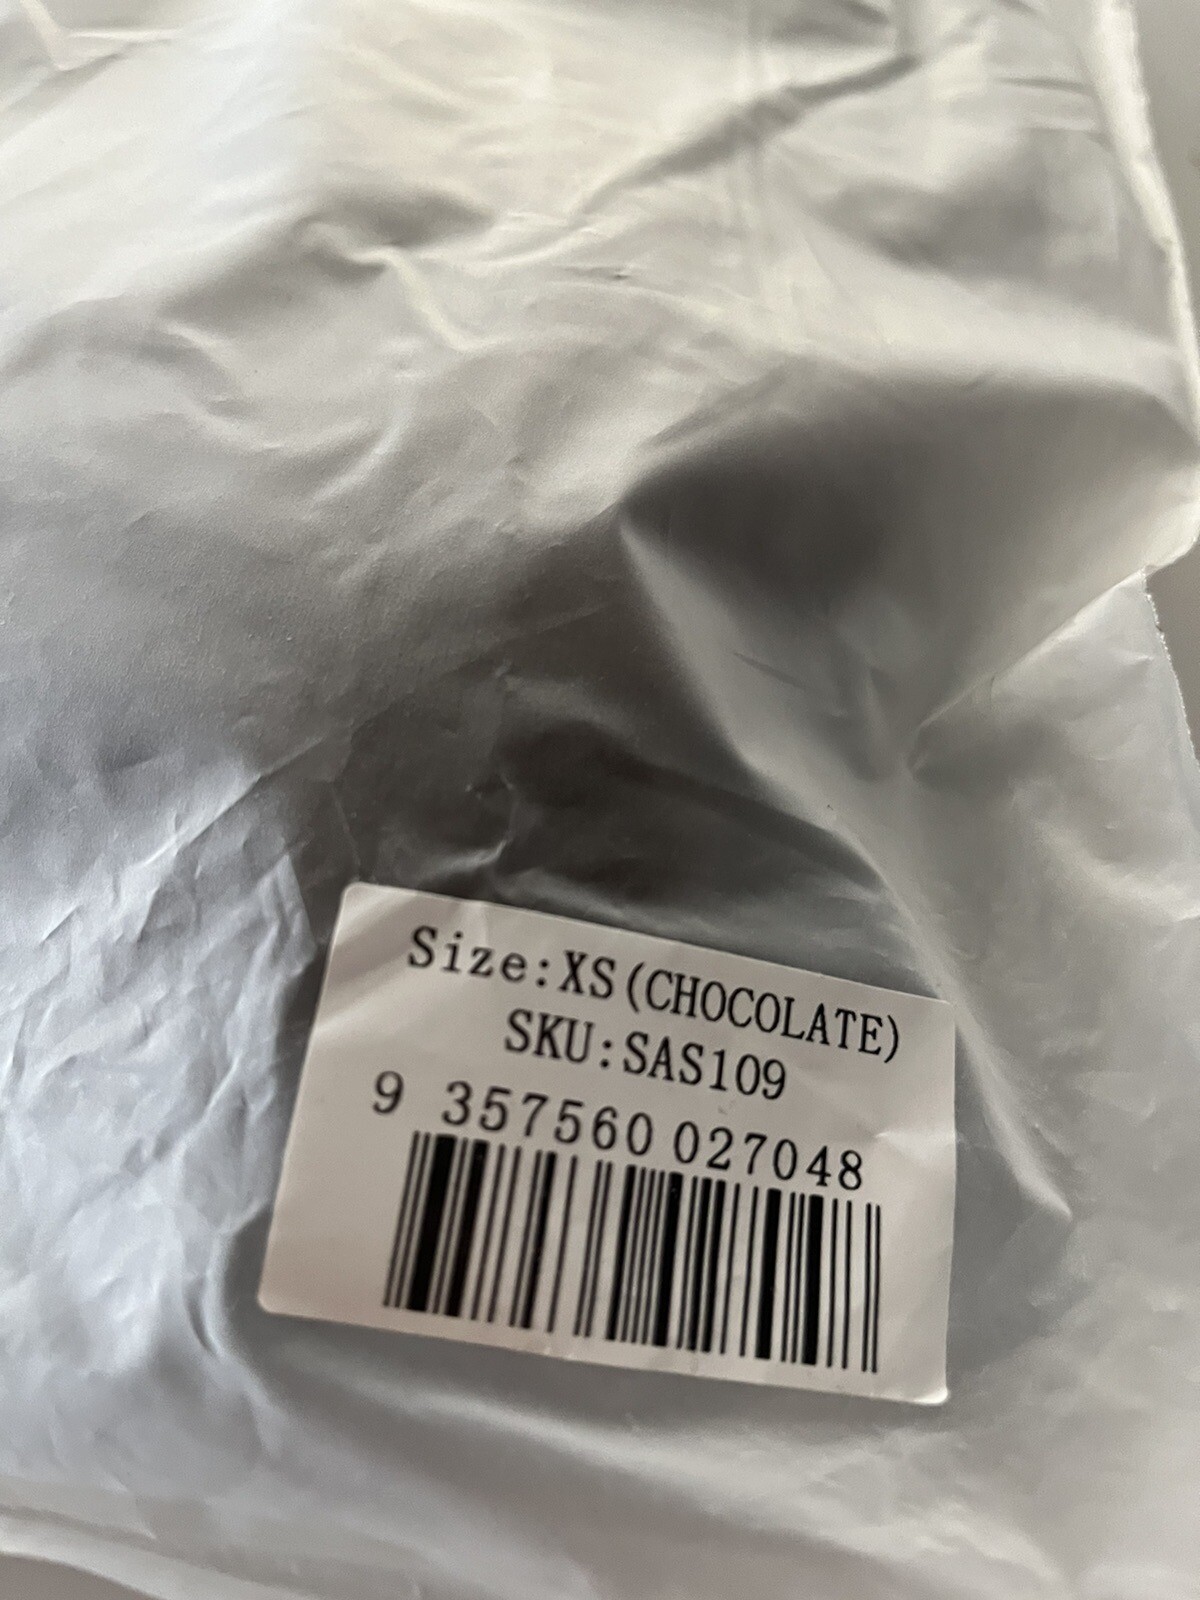 Size:XS(CHOCOLATE)
SKU:SAS109
9 357560 027048